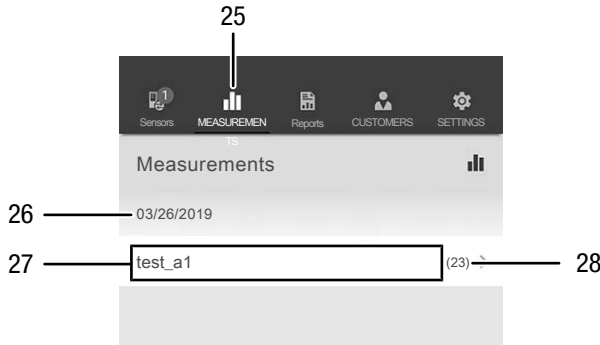 25
1
Sensors MEASUREMEN Reports CUSTOMERS SETTINGS
TS
Measurements
26 03/26/2019
27 test_a1 (23) 28